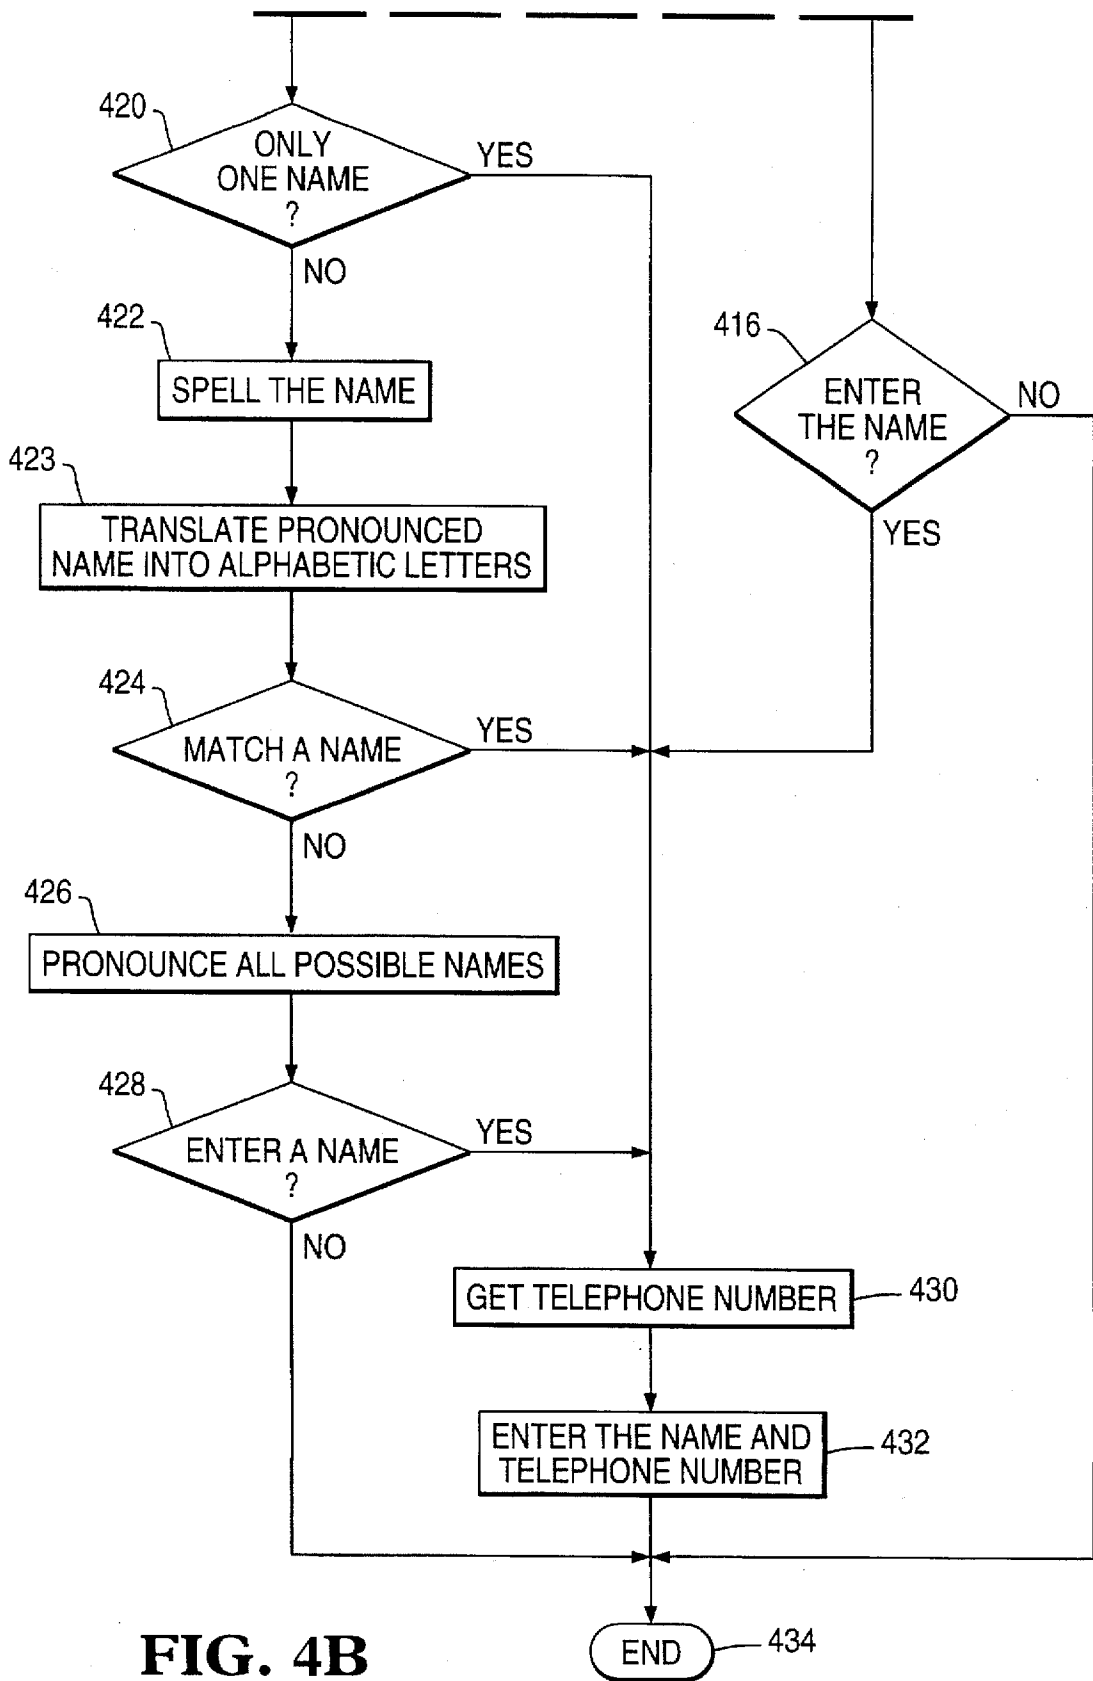 420
ONLY
ONE NAME
?
YES
NO
422
SPELL THE NAME
416
ENTER
THE NAME
?
NO
YES
423
TRANSLATE PRONOUNCED
NAME INTO ALPHABETIC LETTERS
424
MATCH A NAME
?
YES
NO
426
PRONOUNCE ALL POSSIBLE NAMES
428
ENTER A NAME
?
YES
NO
GET TELEPHONE NUMBER
430
ENTER THE NAME AND
TELEPHONE NUMBER
432
END
434
FIG. 4B